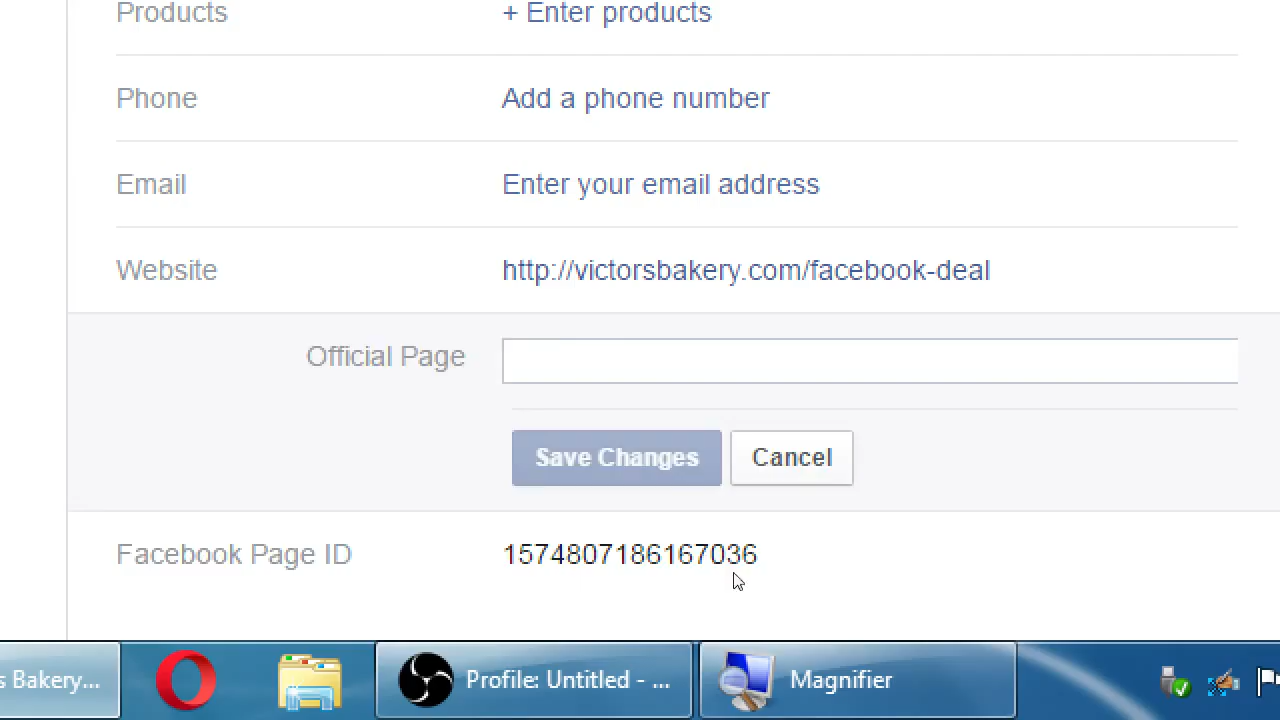 Products + Enter products
Phone Add a phone number
Email Enter your email address
Website http://victorsbakery.com/facebook-deal
Official Page
Save Changes Cancel
Facebook Page ID 1574807186167036
s Bakery... Profile: Untitled - ... Magnifier